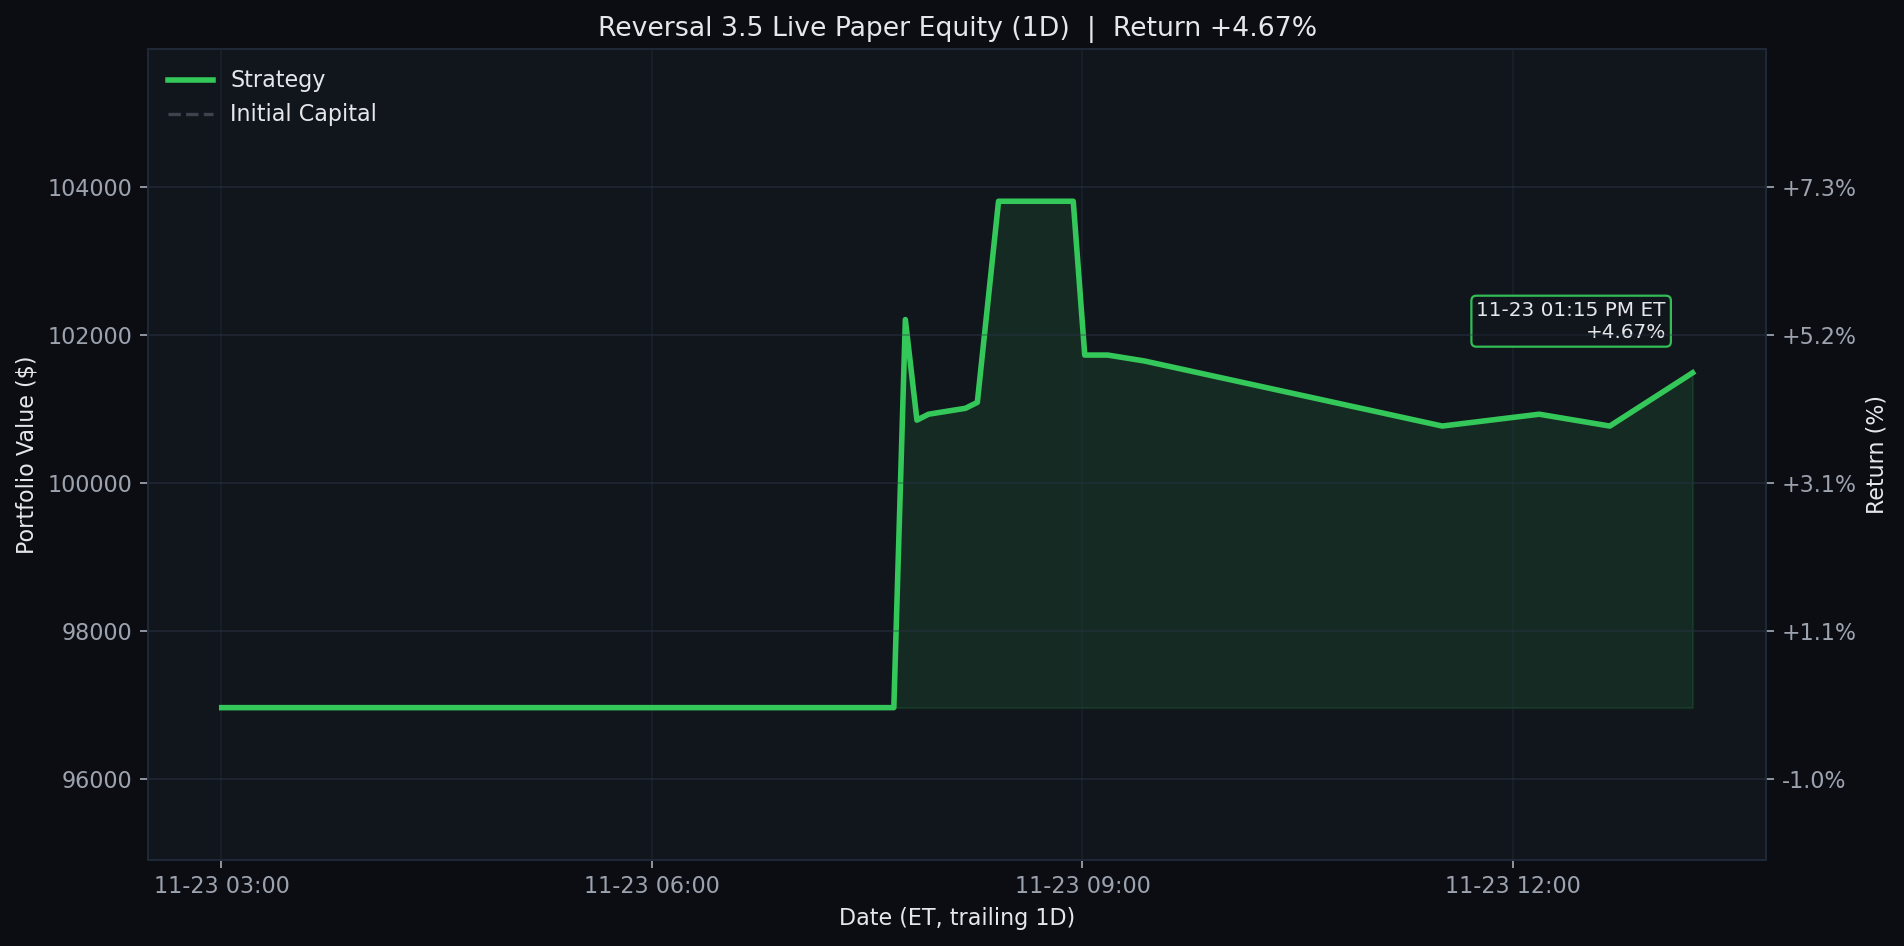 Reversal 3.5 Live Paper Equity (1D) | Return +4.67%
Strategy
Initial Capital
104000
102000
100000
98000
96000
Portfolio Value ($)
11-23 01:15 PM ET
+4.67%
+7.3%
+5.2%
+3.1%
+1.1%
-1.0%
Return (%)
11-23 03:00
11-23 06:00
11-23 09:00
11-23 12:00
Date (ET, trailing 1D)